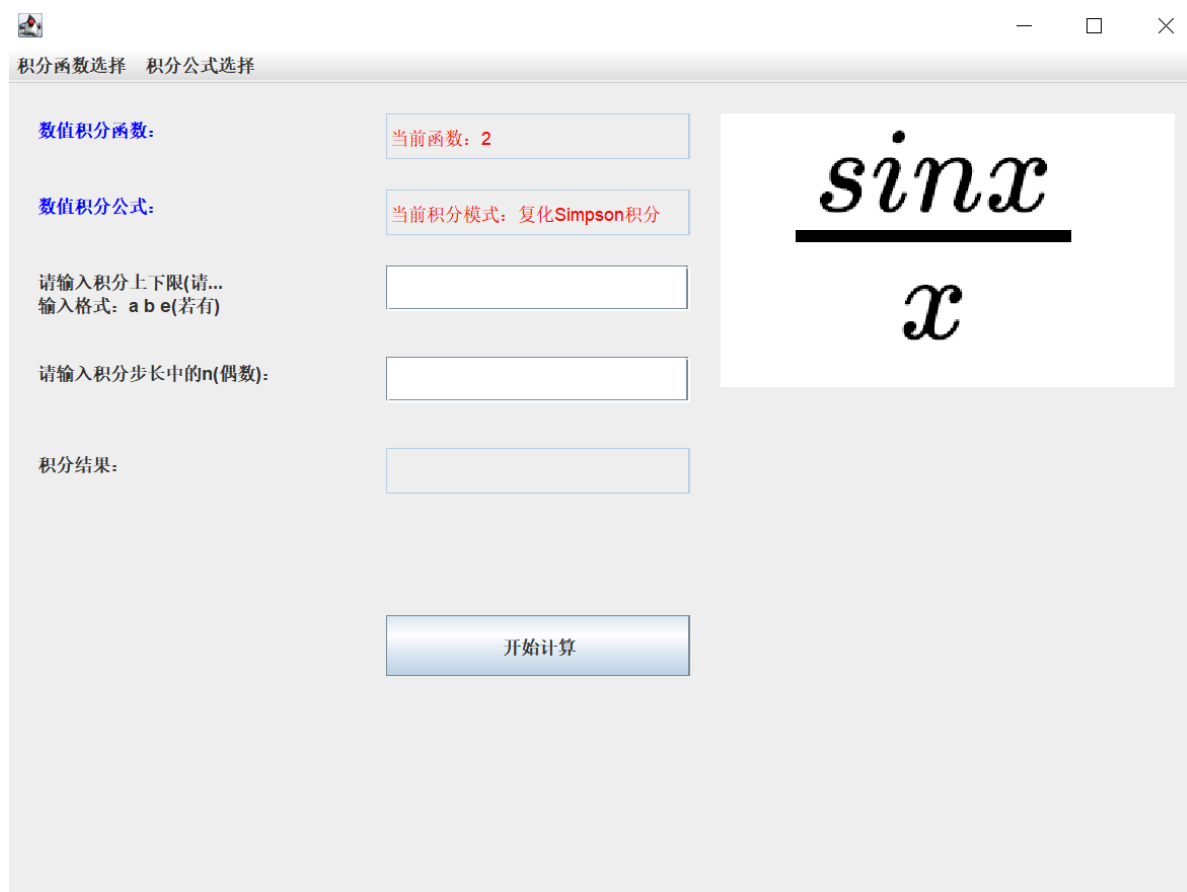 积分函数选择 积分公式选择
数值积分函数：
当前函数：2
数值积分公式：
当前积分模式：复化Simpson积分
请输入积分上下限(请...
输入格式：a b e(若有)
请输入积分步长中的n(偶数)：
积分结果：
开始计算
sinx
x